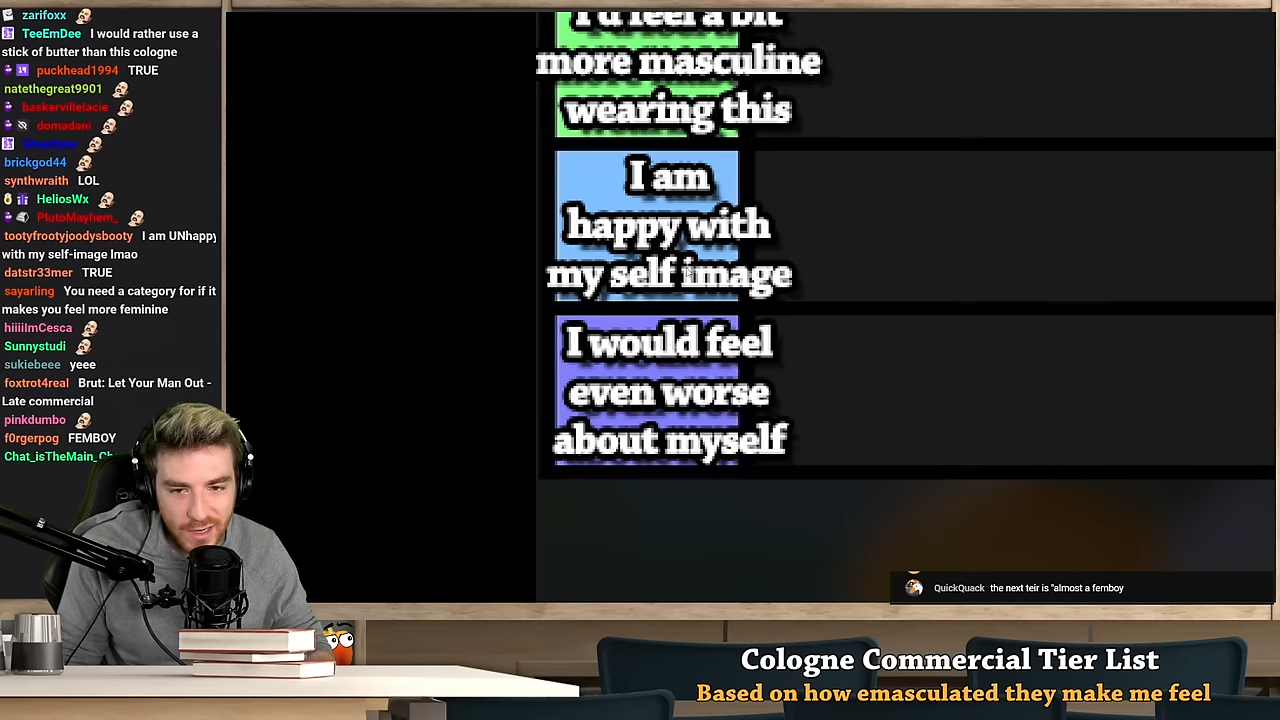 zarifoxx
TeeEmDee I would rather use a
stick of butter than this cologne
puckhead1994 TRUE
natethegreat9901
baskervillelacie
domadani
brickgod44
synthwraith LOL
HeliosWx
PlutoMayhem_
tootyfrootyjoodysbooty I am UNhappy
with my self-image lmao
datstr33mer TRUE
sayarling You need a category for if it
makes you feel more feminine
hiiiilmCesca
Sunnystudi
sukiebeee yeee
foxrot4real Brut: Let Your Man Out -
Late commercial
pinkdumbo
f0rgerpog FEMBOY
Chat_isTheMain_Ch
I'd feel a bit
more masculine
wearing this
I am
happy with
my self image
I would feel
even worse
about myself
QuickQuack the next teir is "almost a femboy
Cologne Commercial Tier List
Based on how emasculated they make me feel